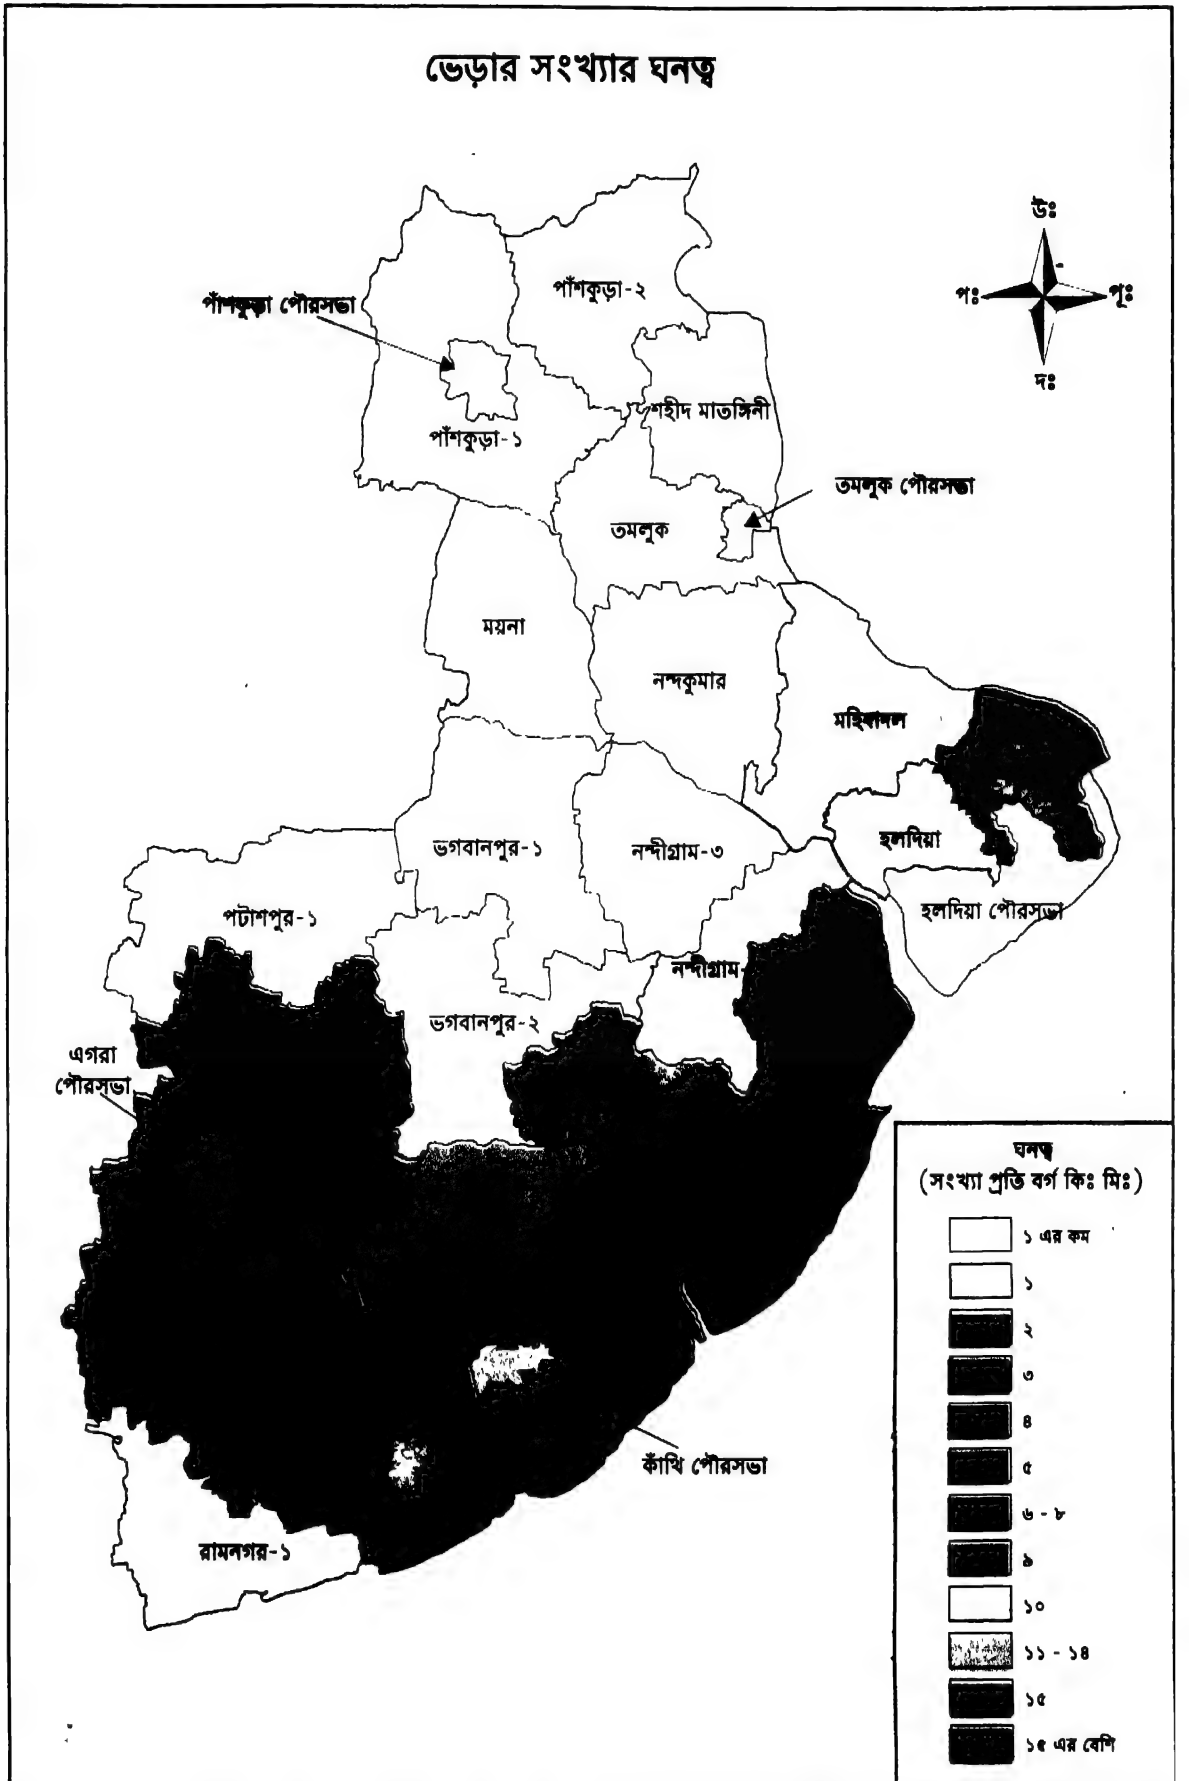 ভেড়ার সংখ্যার ঘনত্ব
উঃ
পঃ
পূঃ
দঃ
পাঁশকুড়া-২
পাঁশকুড়া পৌরসভা
শহীদ মাতঙ্গিনী
পাঁশকুড়া-১
তমলুক পৌরসভা
তমলুক
ময়না
নন্দকুমার
মহিষাদল
হলদিয়া
ভগবানপুর-১
নন্দীগ্রাম-৩
পটাশপুর-১
হলদিয়া পৌরসভা
নন্দীগ্রাম-
ভগবানপুর-২
এগরা
পৌরসভা
কাঁথি পৌরসভা
রামনগর-১
ঘনত্ব
(সংখ্যা প্রতি বর্গ কিঃ মিঃ)
১ এর কম
১
২
৩
৪
৫
৬ - ৮
৯
১০
১১ - ১৪
১৫
১৫ এর বেশি